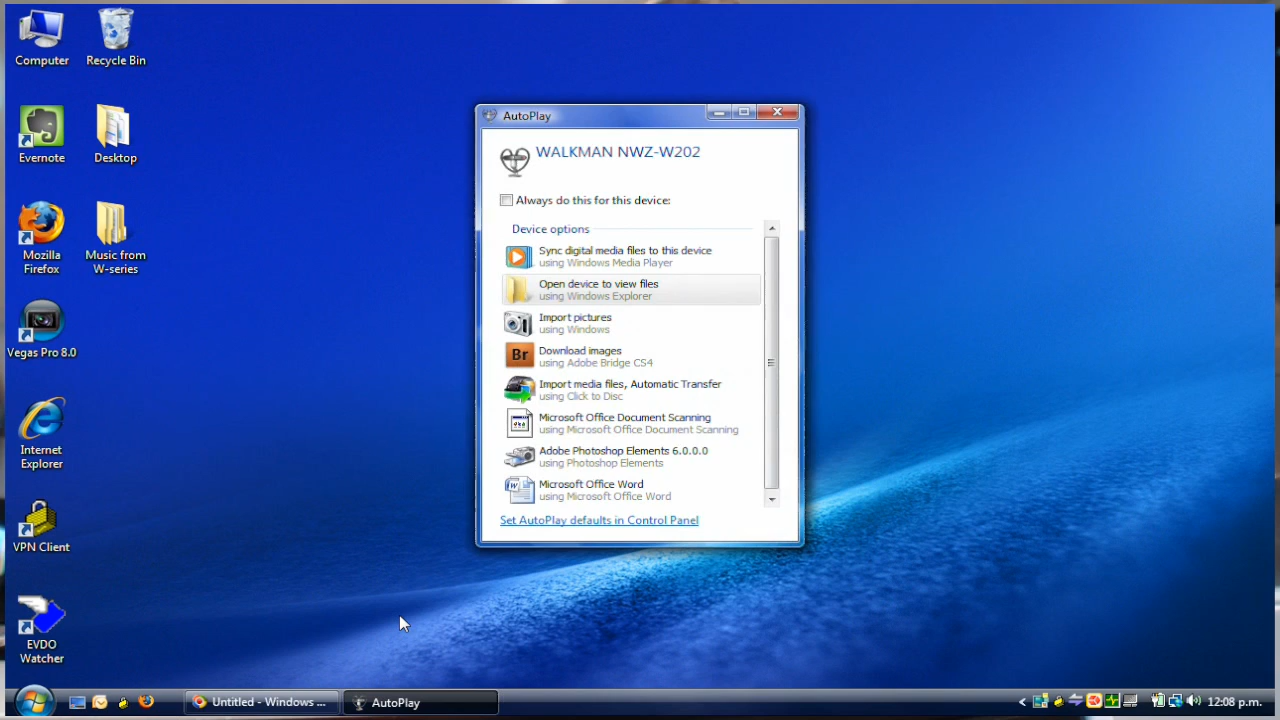 Computer
Recycle Bin
Evernote
Desktop
Mozilla
Firefox
Music from
W-series
Vegas Pro 8.0
Internet
Explorer
VPN Client
EVDO
Watcher
AutoPlay
WALKMAN NWZ-W202
Always do this for this device:
Device options
Sync digital media files to this device
using Windows Media Player
Open device to view files
using Windows Explorer
Import pictures
using Windows
Br
Download images
using Adobe Bridge CS4
Import media files, Automatic Transfer
using Click to Disc
Microsoft Office Document Scanning
using Microsoft Office Document Scanning
Adobe Photoshop Elements 6.0.0.0
using Photoshop Elements
Microsoft Office Word
using Microsoft Office Word
Set AutoPlay defaults in Control Panel
Untitled - Windows ...
AutoPlay
12:08 p.m.